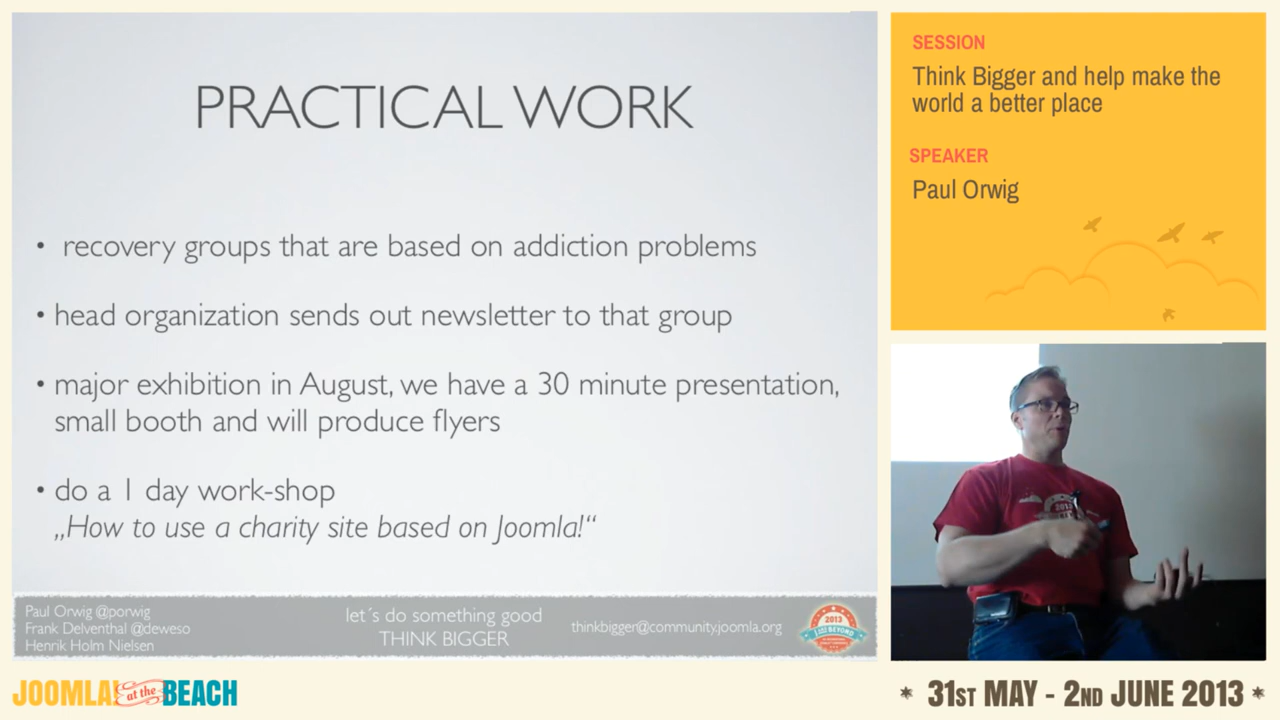 PRACTICAL WORK
• recovery groups that are based on addiction problems
• head organization sends out newsletter to that group
• major exhibition in August, we have a 30 minute presentation,
small booth and will produce flyers
• do a 1 day work-shop
„How to use a charity site based on Joomla!“
Paul Orwig @porwig
Frank Delventhal @deweso
Henrik Holm Nielsen
let´s do something good
THINK BIGGER
thinkbigger@community.joomla.org
2013
J and BEYOND
SESSION
Think Bigger and help make the
world a better place
SPEAKER
Paul Orwig
2013
JOOMLA! at the BEACH
* 31ST MAY - 2ND JUNE 2013 *